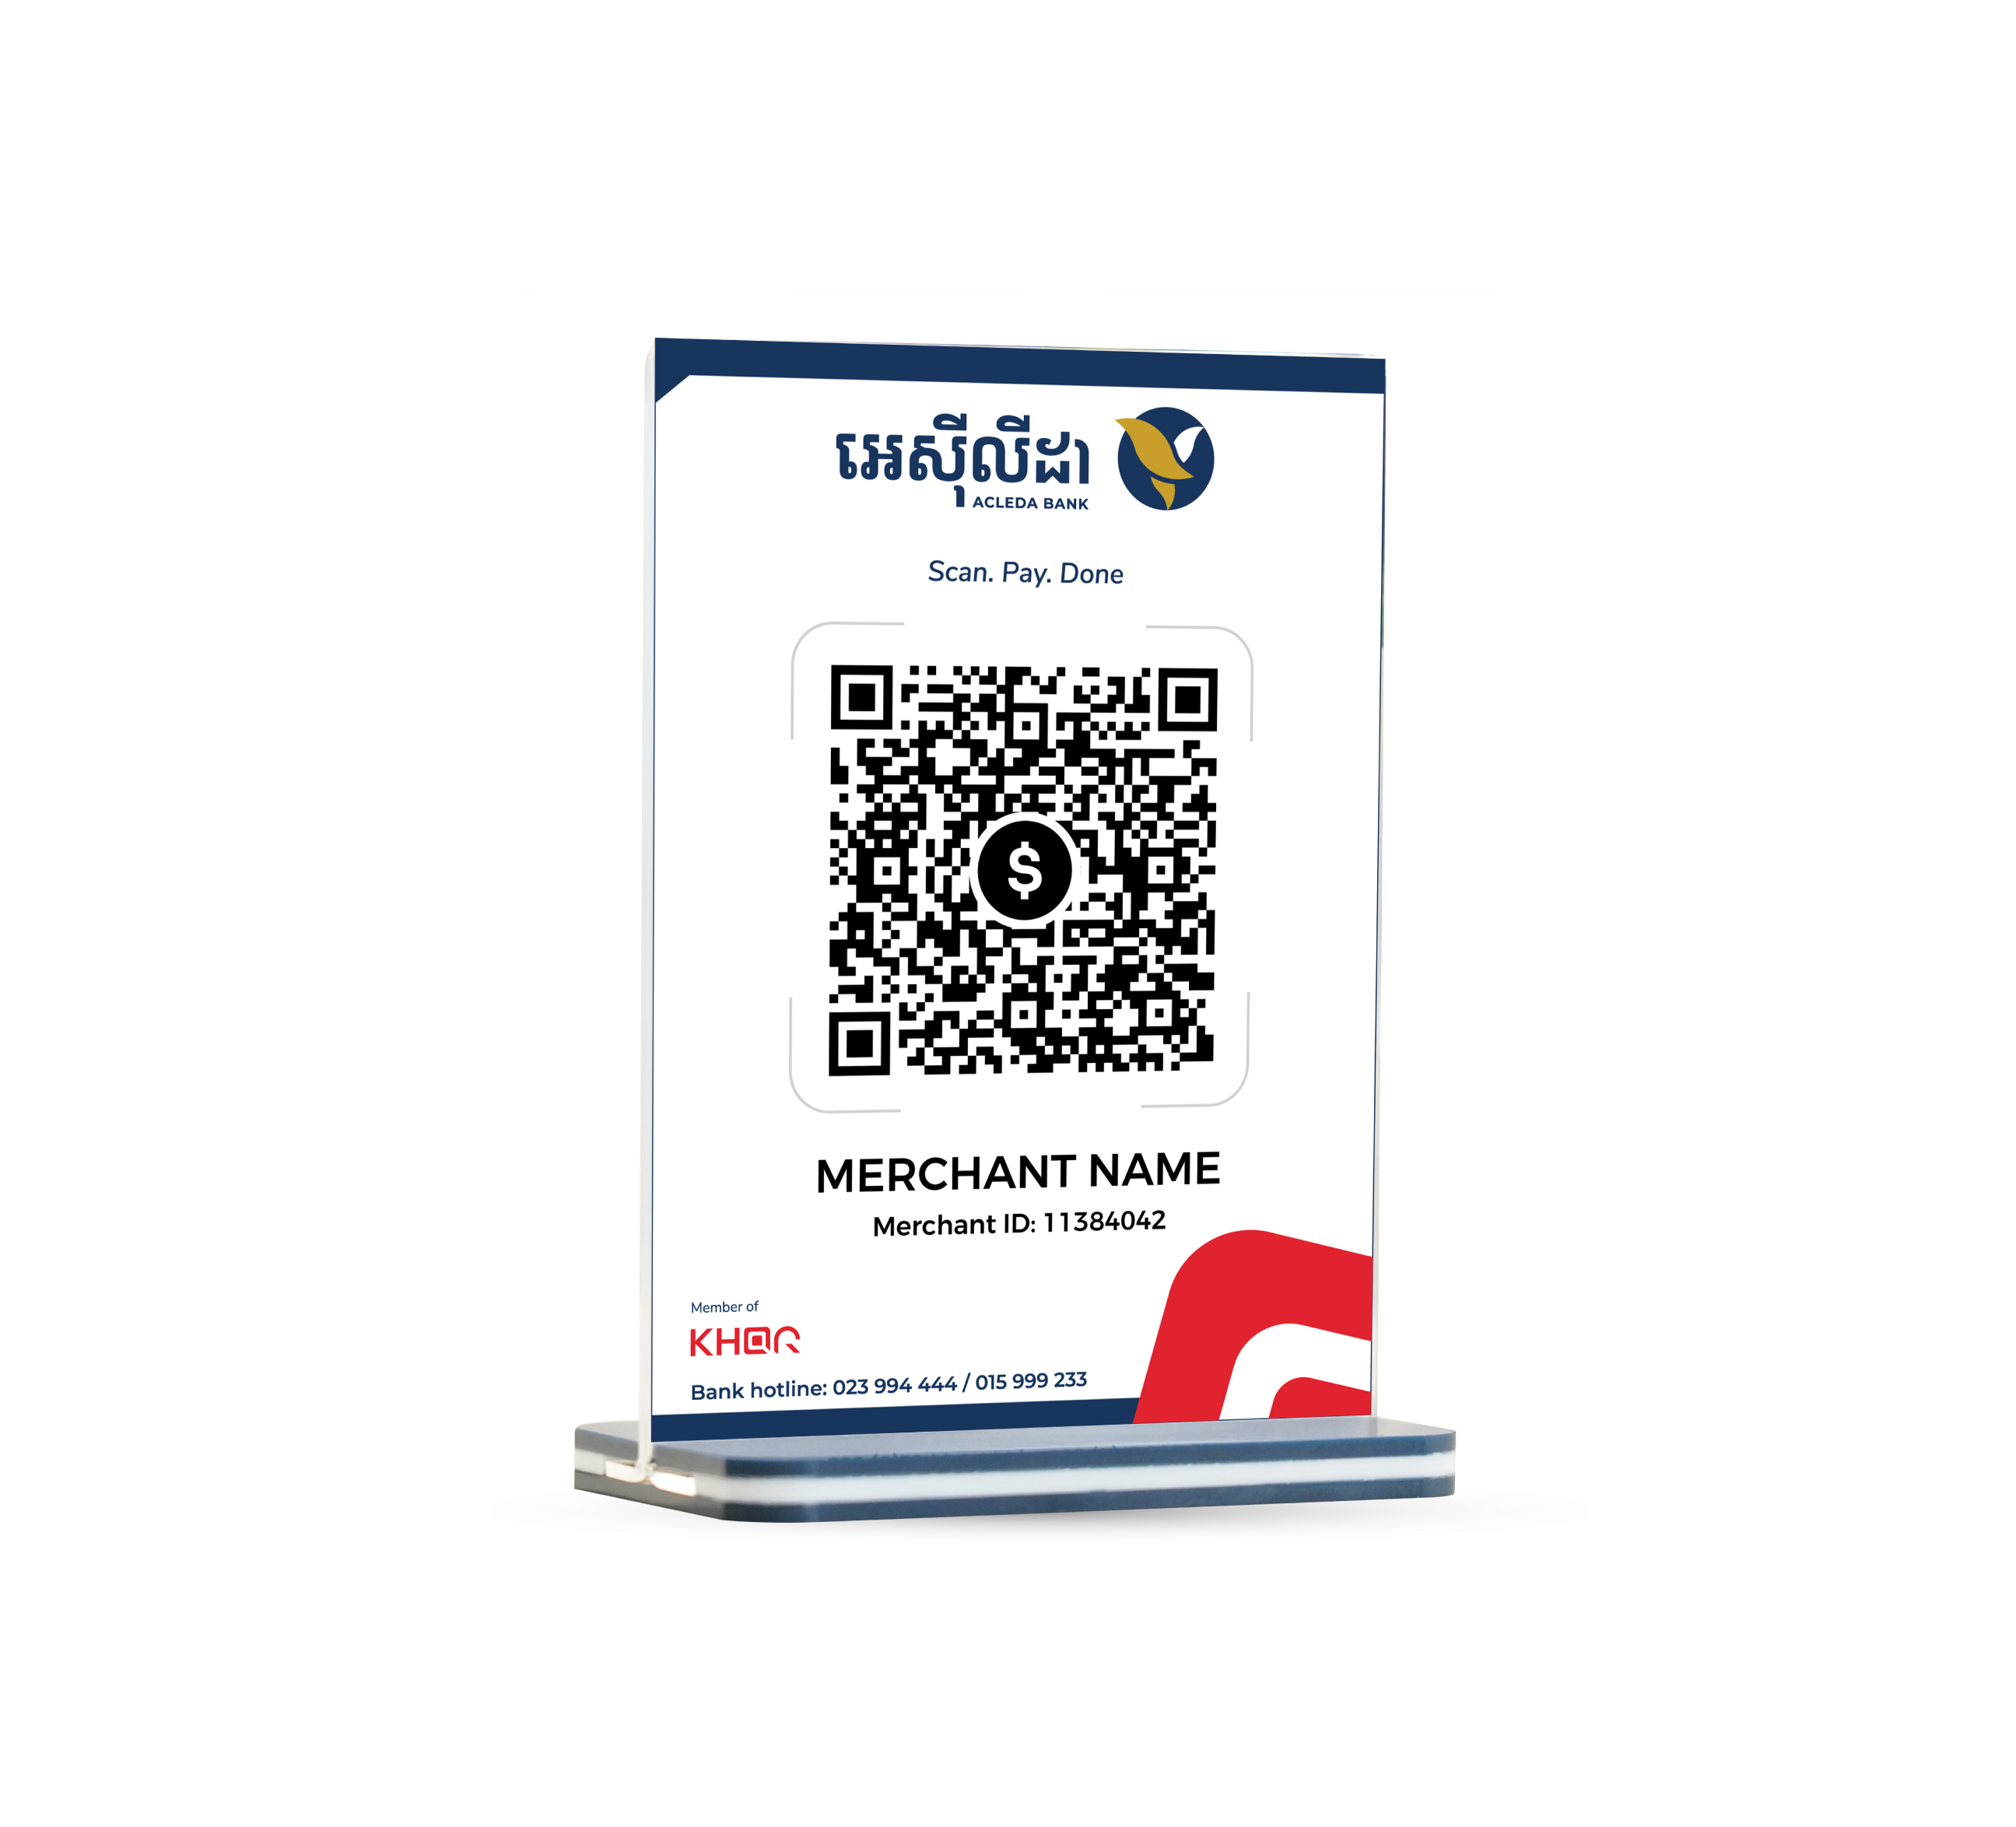 អេស៊ីលីដា
ACLEDA BANK
Scan. Pay. Done
$
MERCHANT NAME
Merchant ID: 11384042
Member of
KHQR
Bank hotline: 023 994 444 / 015 999 233